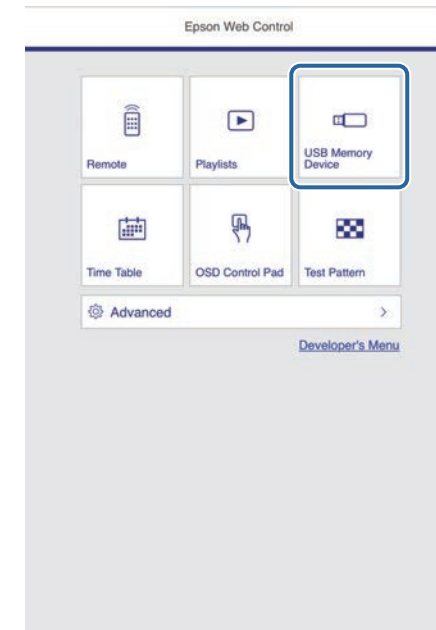 Epson Web Control
Remote
Playlists
USB Memory
Device
Time Table
OSD Control Pad
Test Pattern
Advanced
Developer's Menu